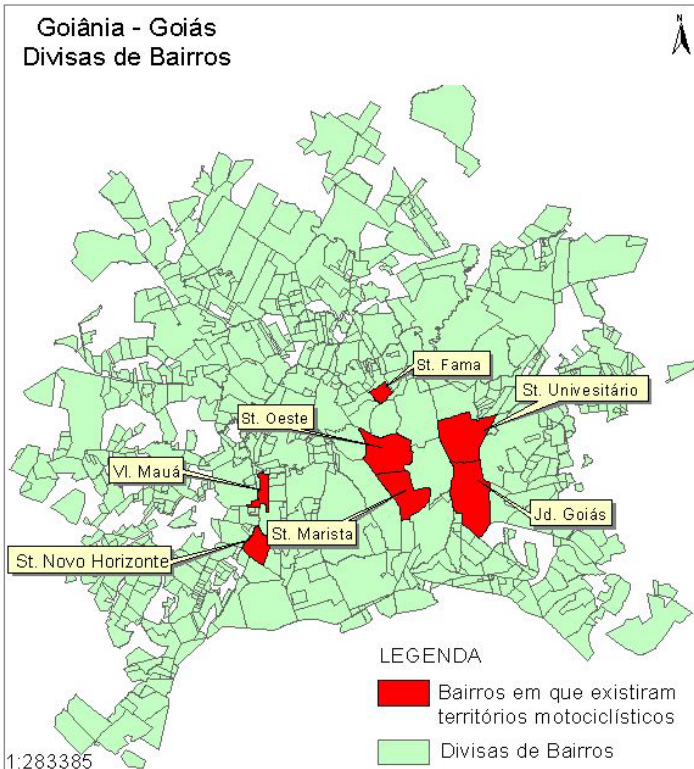 Goiânia - Goiás
Divisas de Bairros
N
St. Fama
St. Univesitário
St. Oeste
Vl. Mauá
Jd. Goiás
St. Marista
St. Novo Horizonte
LEGENDA
Bairros em que existiram
territórios motociclísticos
Divisas de Bairros
1:283385